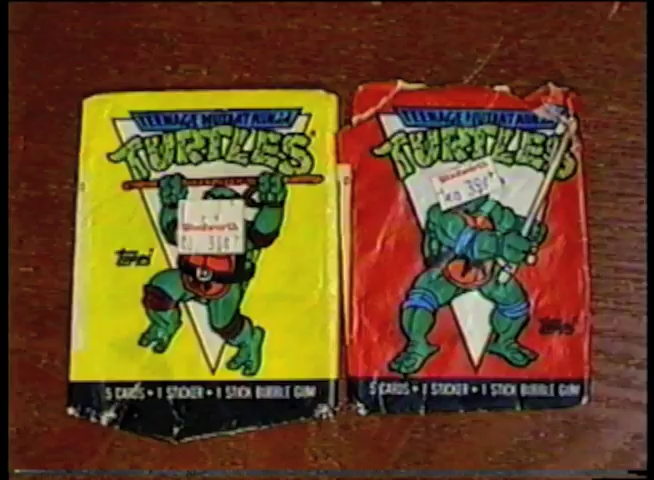 TEENAGE MUTANT NINJA
TURTLES
Woolworth
Topps
5 CARDS • 1 STICKER • 1 STICK BUBBLE GUM
TEENAGE MUTANT NINJA
TURTLES
Woolworth
39¢
Topps
5 CARDS • 1 STICKER • 1 STICK BUBBLE GUM